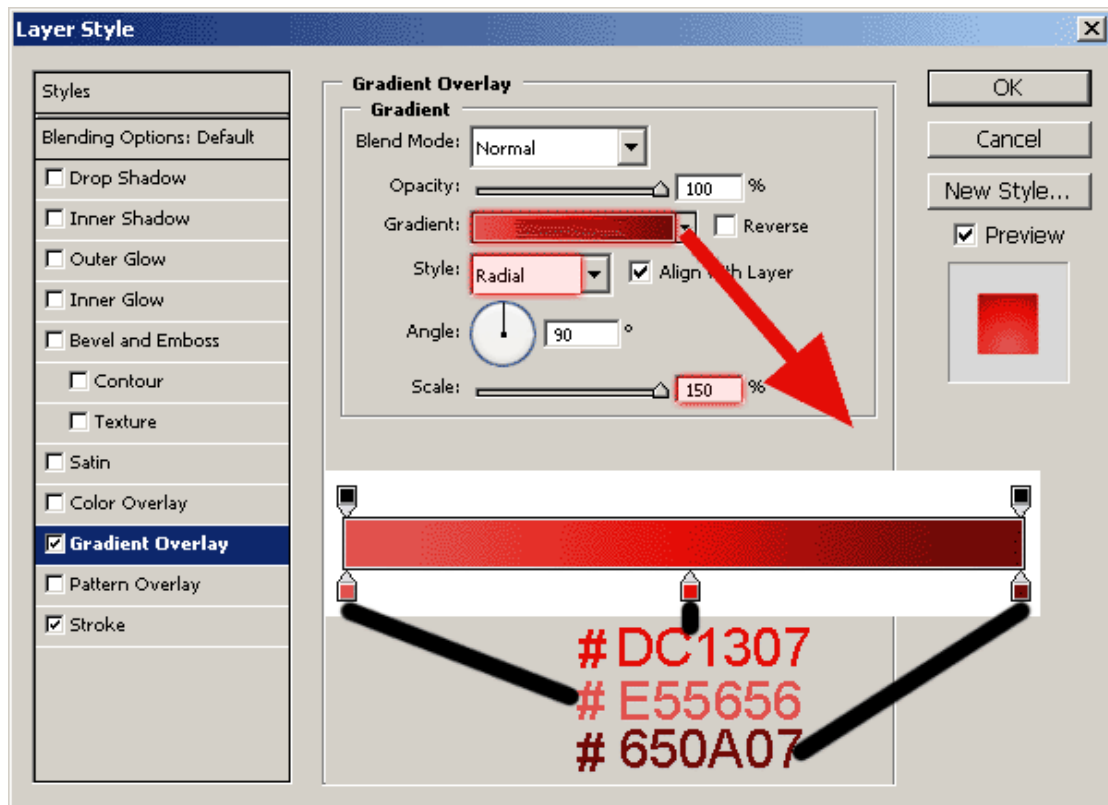 Layer Style
Styles
Blending Options: Default
Drop Shadow
Inner Shadow
Outer Glow
Inner Glow
Bevel and Emboss
Contour
Texture
Satin
Color Overlay
Gradient Overlay
Pattern Overlay
Stroke
Gradient Overlay
Gradient
Blend Mode: Normal
Opacity: 100 %
Gradient: Reverse
Style: Radial Align with Layer
Angle: 90 °
Scale: 150 %
OK
Cancel
New Style...
Preview
# DC1307
# E55656
# 650A07